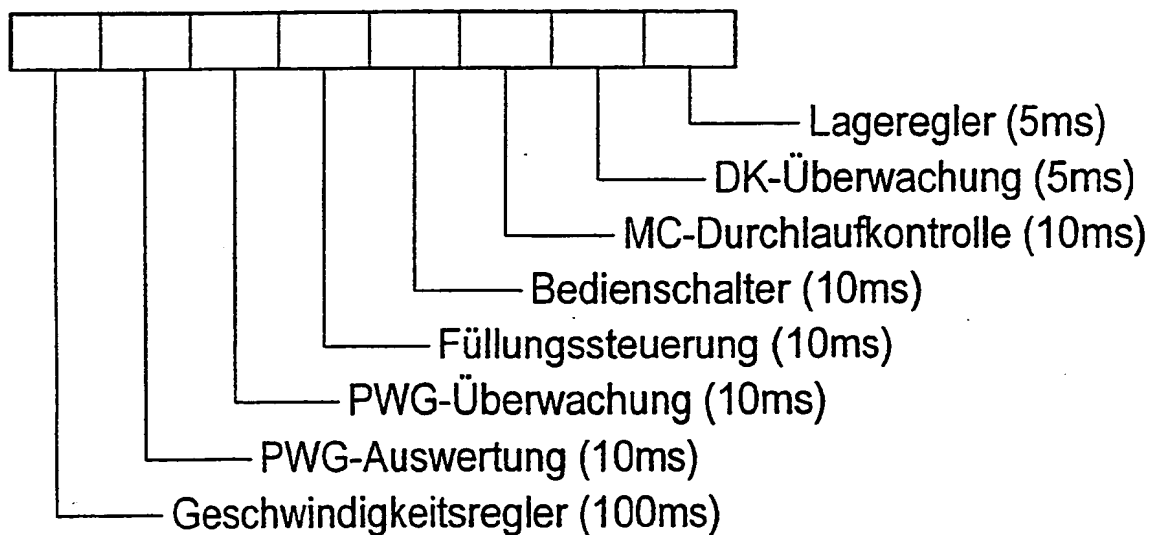 Lageregler (5ms)
DK-Überwachung (5ms)
MC-Durchlaufkontrolle (10ms)
Bedienschalter (10ms)
Füllungssteuerung (10ms)
PWG-Überwachung (10ms)
PWG-Auswertung (10ms)
Geschwindigkeitsregler (100ms)